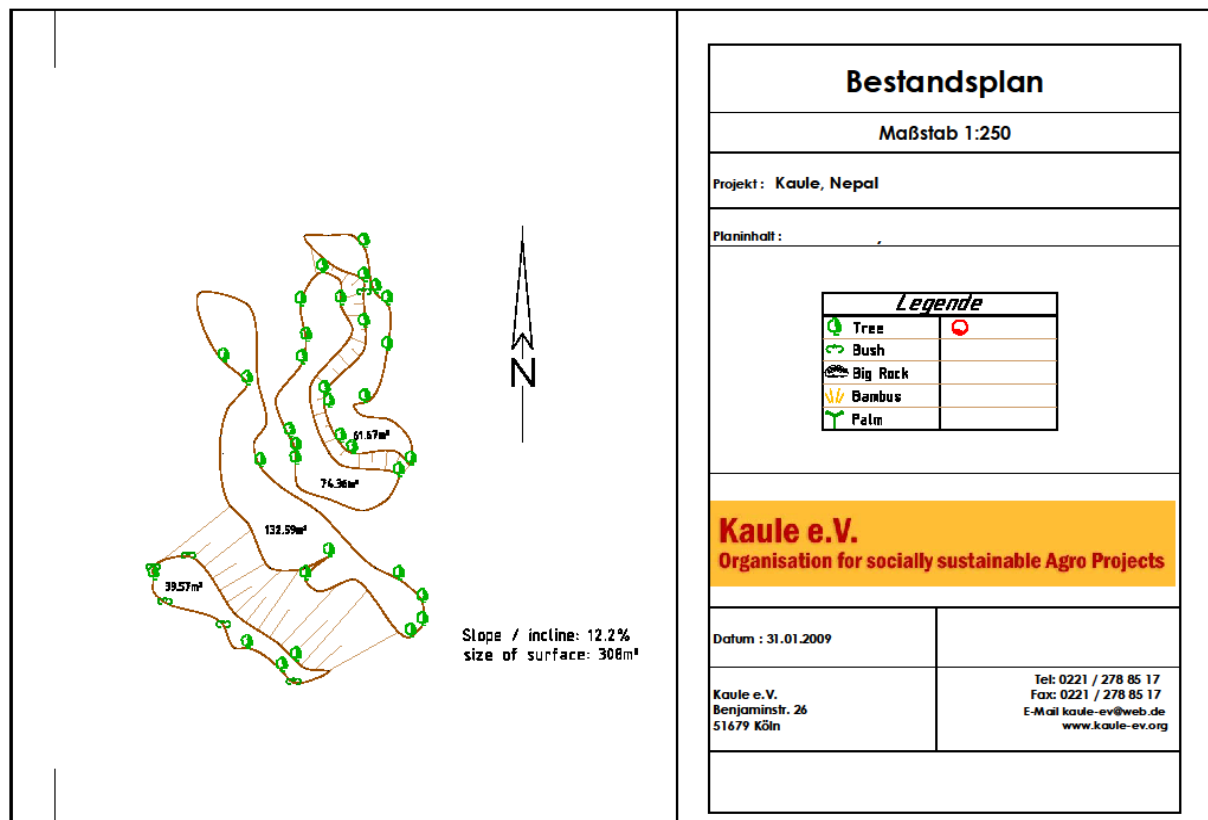 61.67m²
74.36m²
132.59m²
39.57m²
N
Slope / incline: 12.2%
size of surface: 308m²
Bestandsplan
Maßstab 1:250
Projekt : Kaule, Nepal
Planinhalt : ,
Legende
Tree
Bush
Big Rock
Bambus
Palm
Kaule e.V.
Organisation for socially sustainable Agro Projects
Datum : 31.01.2009
Kaule e.V.
Benjaminstr. 26
51679 Köln
Tel: 0221 / 278 85 17
Fax: 0221 / 278 85 17
E-Mail kaule-ev@web.de
www.kaule-ev.org